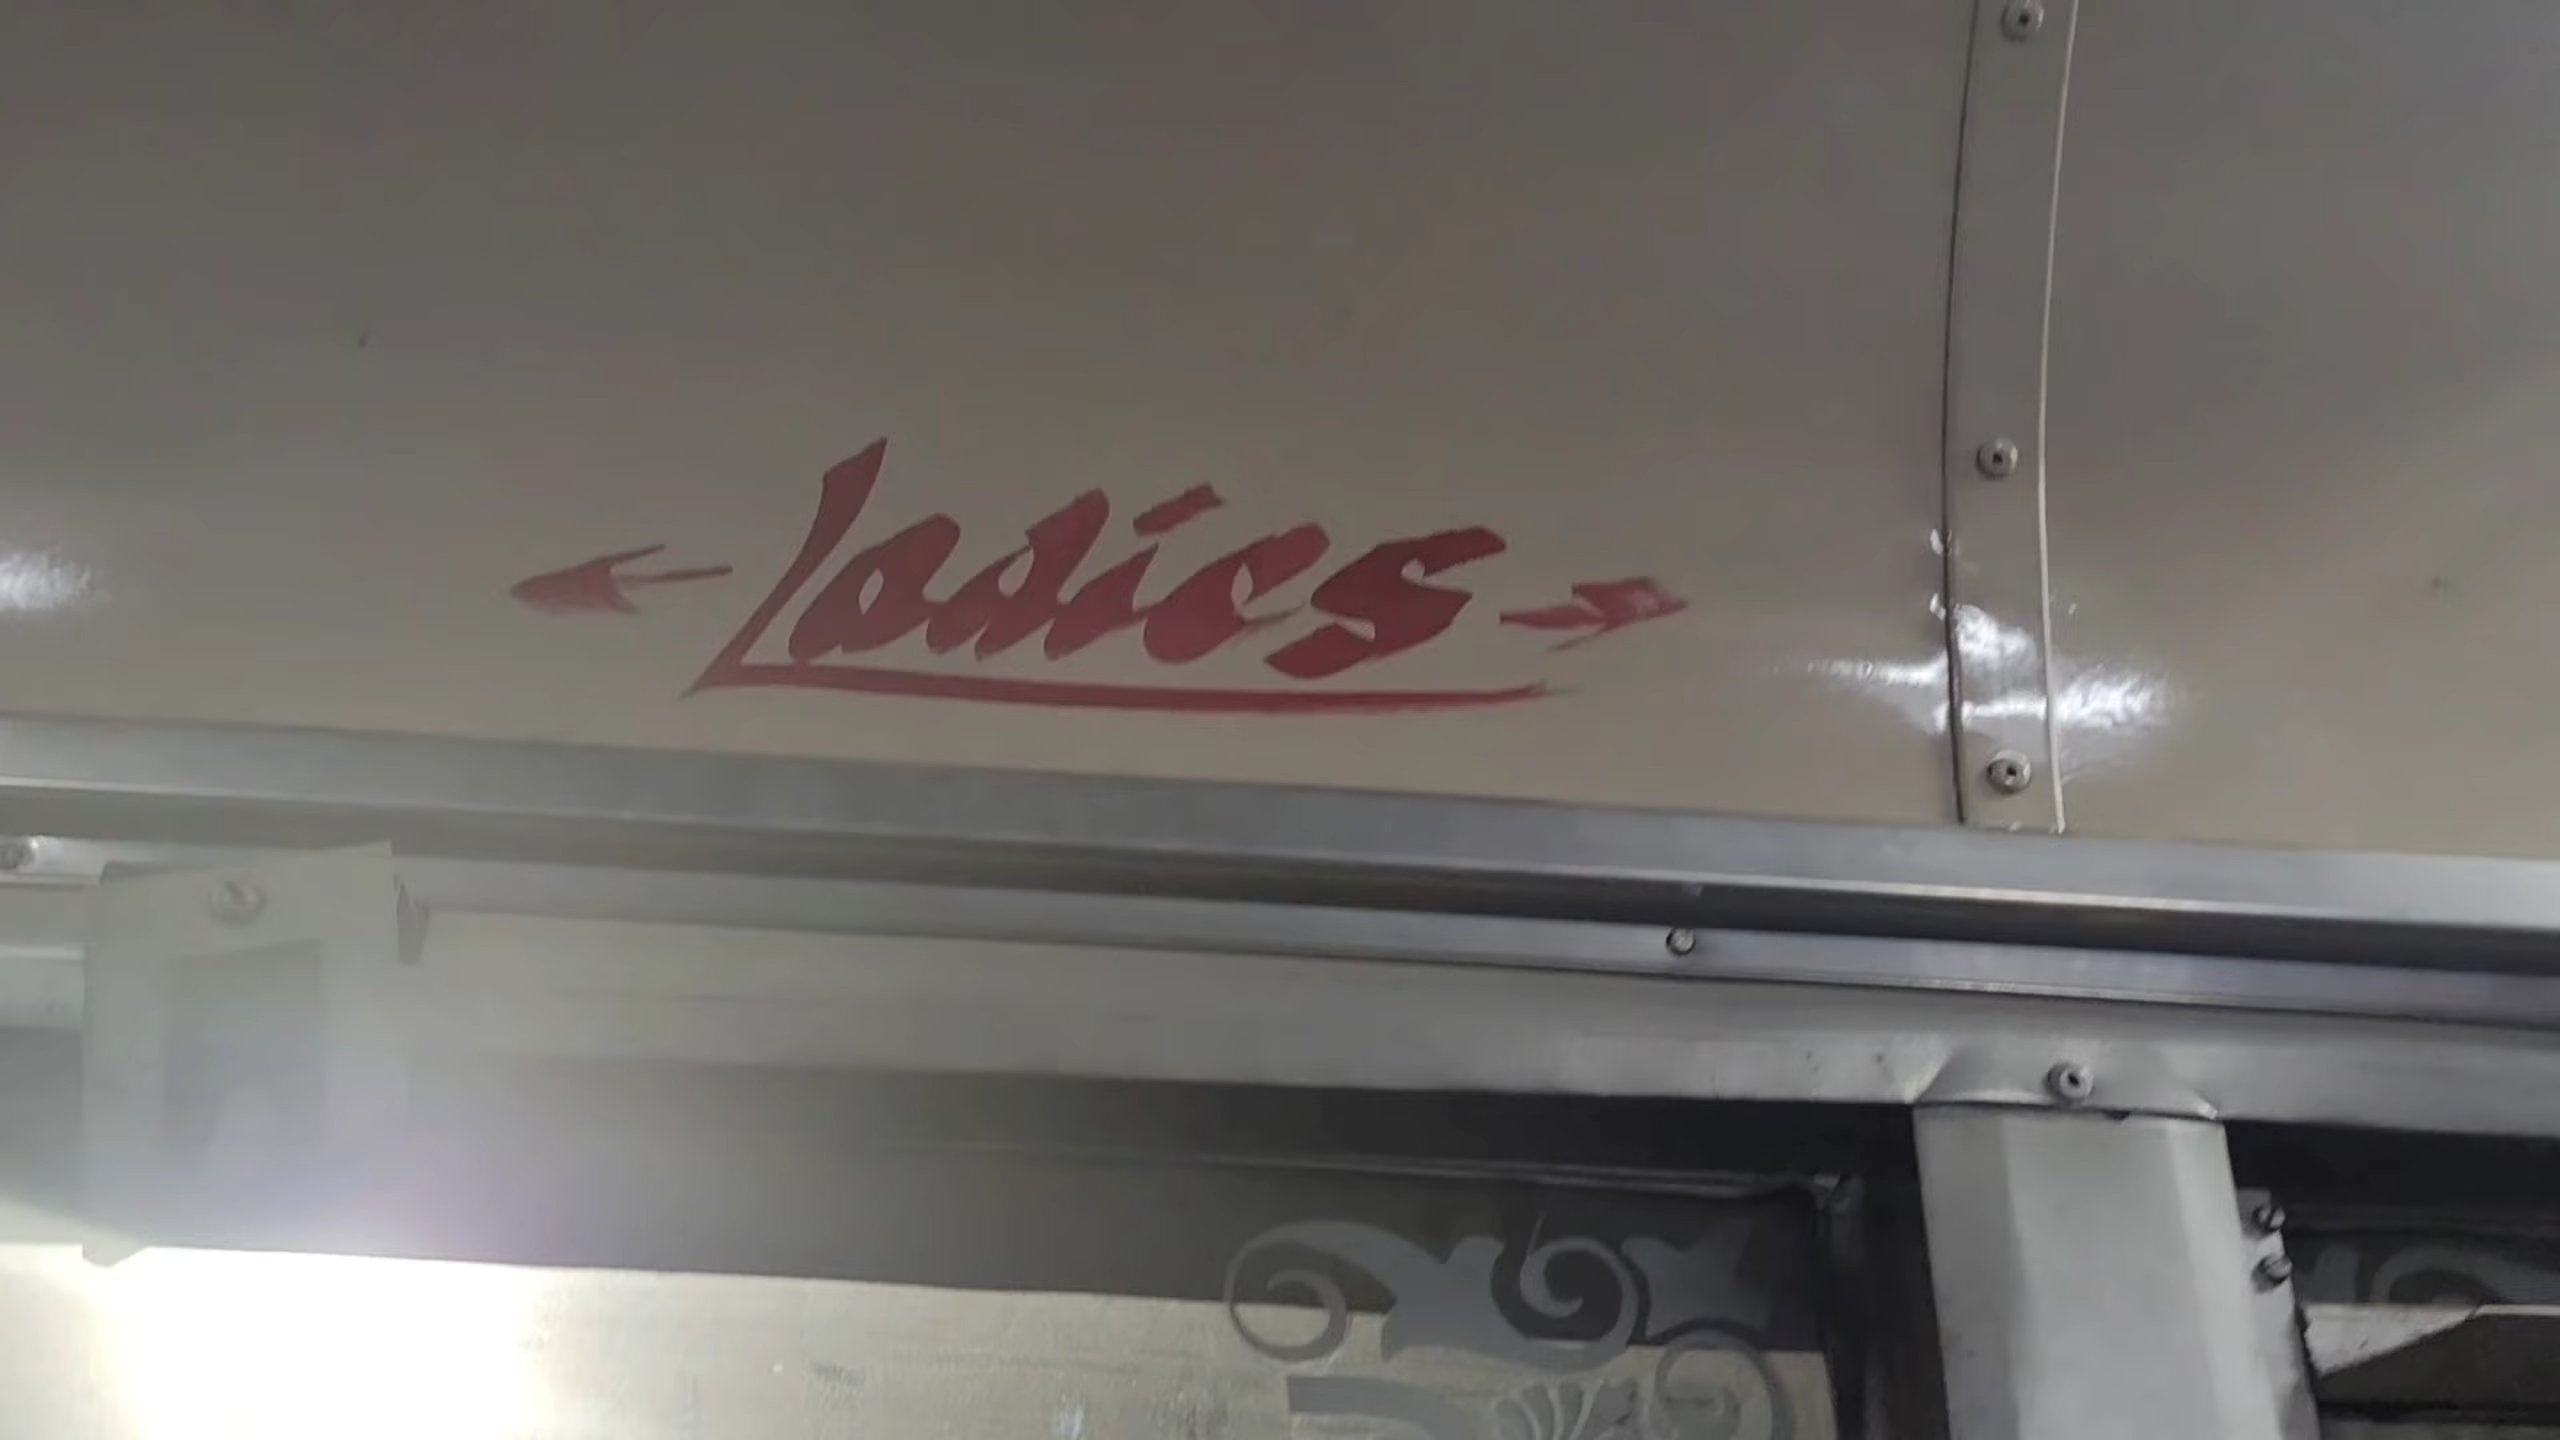 ← Ladies →